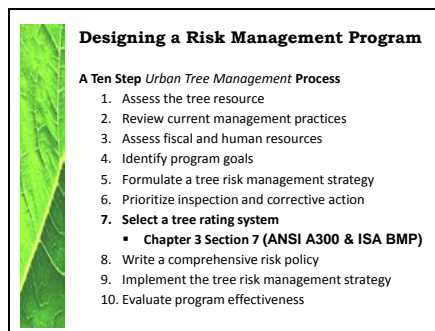 Designing a Risk Management Program
A Ten Step Urban Tree Management Process
1. Assess the tree resource
2. Review current management practices
3. Assess fiscal and human resources
4. Identify program goals
5. Formulate a tree risk management strategy
6. Prioritize inspection and corrective action
7. Select a tree rating system
▪ Chapter 3 Section 7 (ANSI A300 & ISA BMP)
8. Write a comprehensive risk policy
9. Implement the tree risk management strategy
10. Evaluate program effectiveness